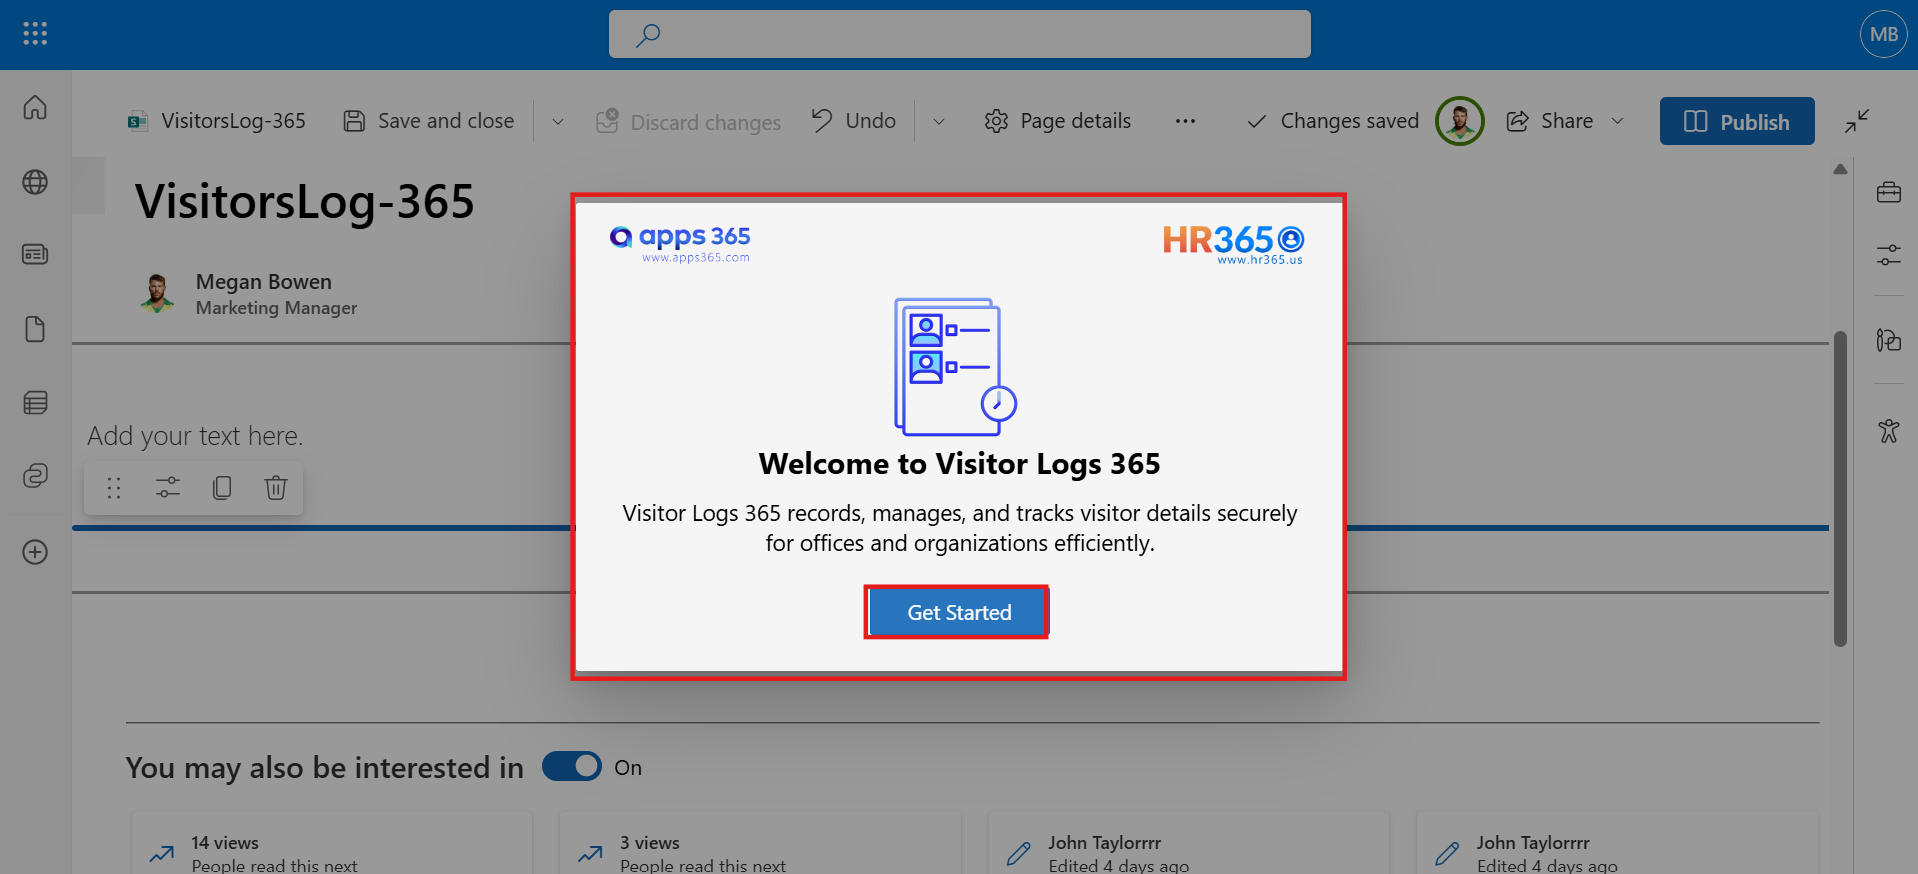 MB
VisitorsLog-365
Save and close
Discard changes
Undo
Page details
Changes saved
Share
Publish
VisitorsLog-365
Megan Bowen
Marketing Manager
Add your text here.
apps 365
www.apps365.com
HR365
www.hr365.us
Welcome to Visitor Logs 365
Visitor Logs 365 records, manages, and tracks visitor details securely
for offices and organizations efficiently.
Get Started
You may also be interested in
On
14 views
People read this next
3 views
People read this next
John Taylorrrr
Edited 4 days ago
John Taylorrrr
Edited 4 days ago